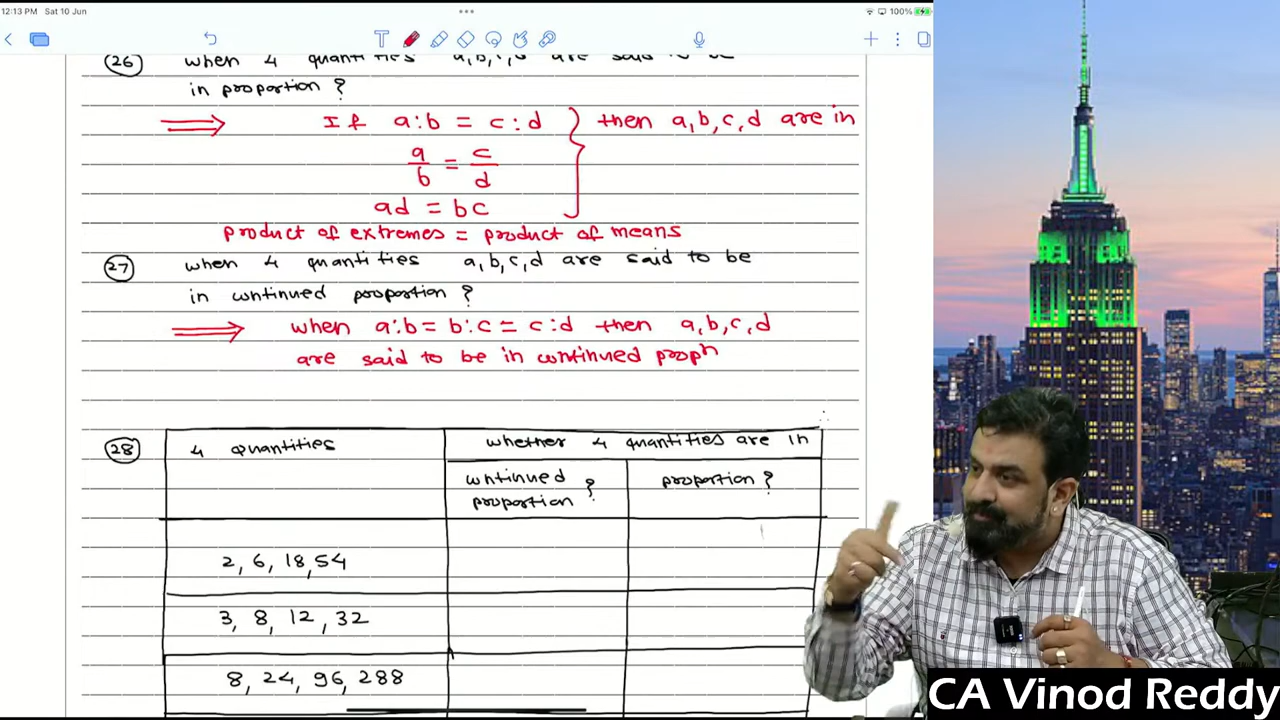 12:13 PM Sat 10 Jun
100%
26 when 4 quantities a,b,c,d are said to be
in proportion ?
If a:b = c:d then a,b,c,d are in
a/b = c/d
ad = bc
product of extremes = product of means
27 when 4 quantities a,b,c,d are said to be
in continued proportion ?
when a:b = b:c = c:d then a,b,c,d
are said to be in continued propn
28 4 quantities whether 4 quantities are in
continued proportion ? proportion ?
2, 6, 18, 54
3, 8, 12, 32
8, 24, 96, 288
CA Vinod Reddy